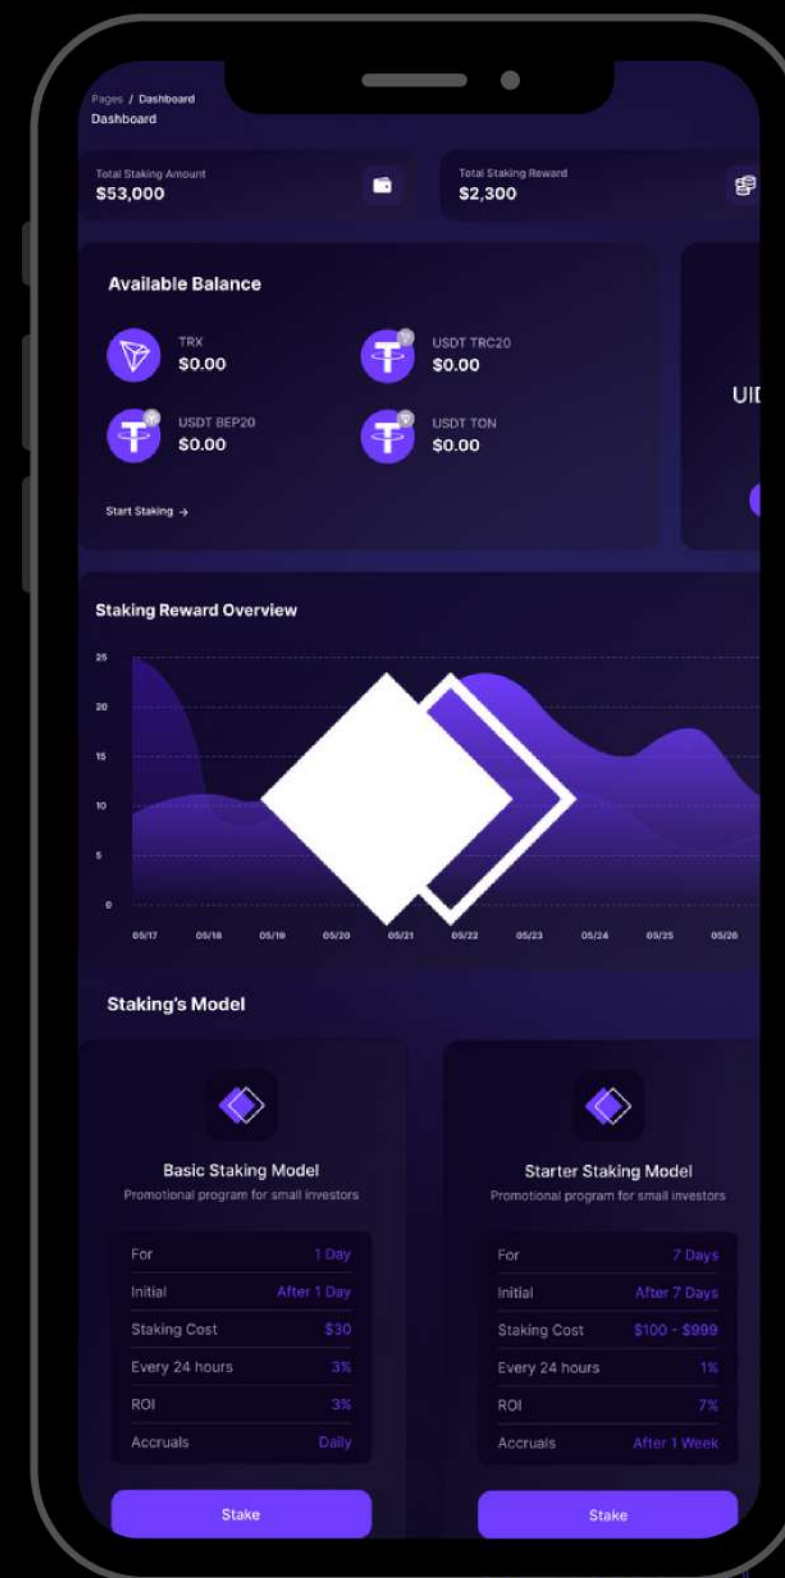 Pages / Dashboard
Dashboard
Total Staking Amount
$53,000
Total Staking Reward
$2,300
Available Balance
TRX
$0.00
USDT TRC20
$0.00
USDT BEP20
$0.00
USDT TON
$0.00
Start Staking →
UID
Staking Reward Overview
25
20
15
10
5
0
05/17 05/18 05/19 05/20 05/21 05/22 05/23 05/24 05/25 05/26
Staking's Model
Basic Staking Model
Promotional program for small investors
For 1 Day
Initial After 1 Day
Staking Cost $30
Every 24 hours 3%
ROI 3%
Accruals Daily
Stake
Starter Staking Model
Promotional program for small investors
For 7 Days
Initial After 7 Days
Staking Cost $100 - $999
Every 24 hours 1%
ROI 7%
Accruals After 1 Week
Stake